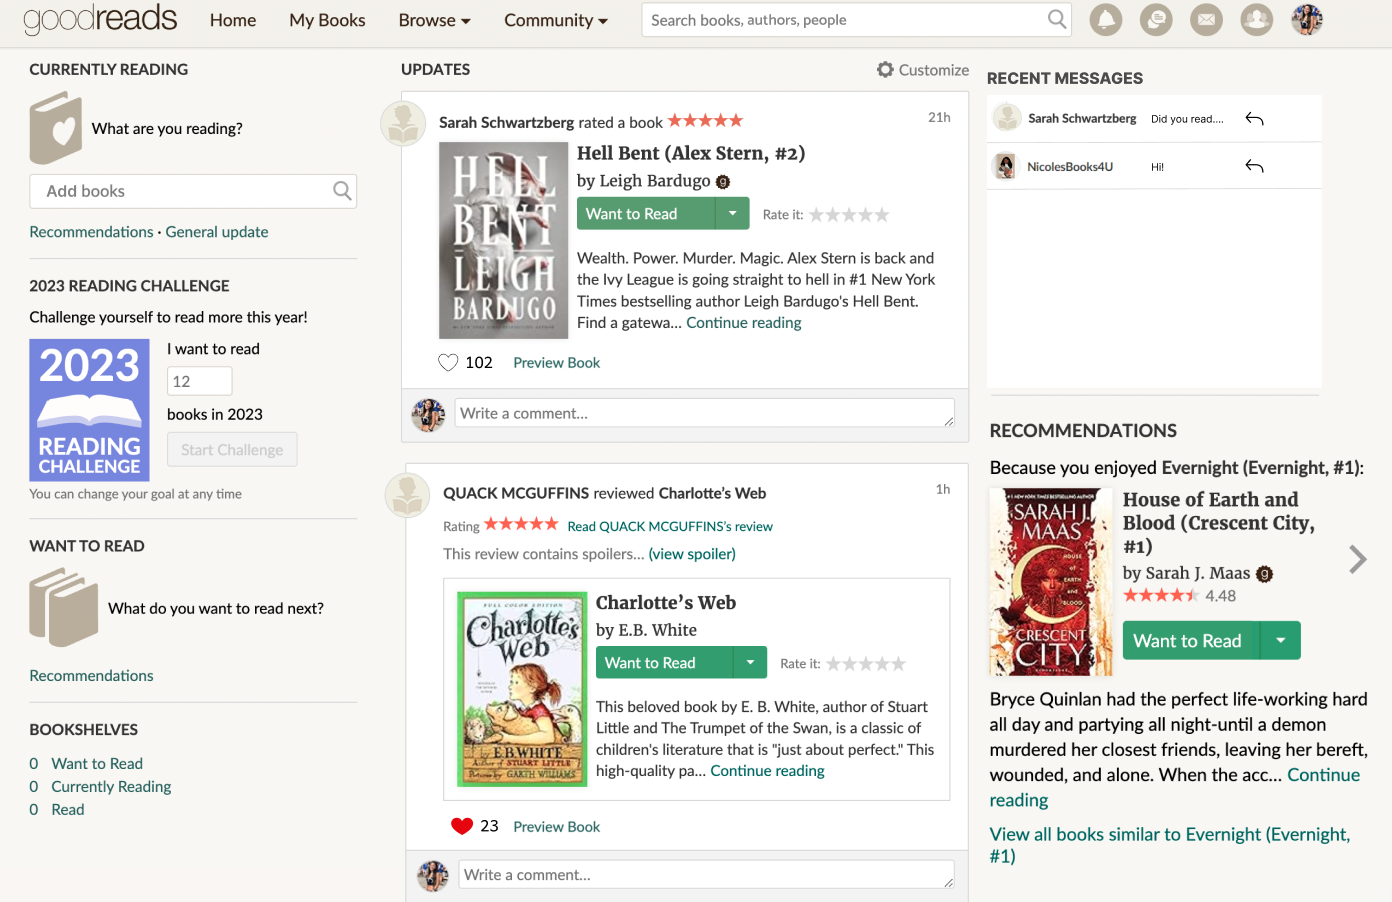 goodreads
Home
My Books
Browse
Community
Search books, authors, people
CURRENTLY READING
What are you reading?
Add books
Recommendations · General update
2023 READING CHALLENGE
Challenge yourself to read more this year!
2023
READING
CHALLENGE
I want to read
12
books in 2023
Start Challenge
You can change your goal at any time
WANT TO READ
What do you want to read next?
Recommendations
BOOKSHELVES
0 Want to Read
0 Currently Reading
0 Read
UPDATES
Customize
Sarah Schwartzberg rated a book
21h
HELL
BENT
LEIGH
BARDUGO
Hell Bent (Alex Stern, #2)
by Leigh Bardugo
Want to Read
Rate it:
Wealth. Power. Murder. Magic. Alex Stern is back and
the Ivy League is going straight to hell in #1 New York
Times bestselling author Leigh Bardugo's Hell Bent.
Find a gatewa... Continue reading
102
Preview Book
Write a comment...
QUACK MCGUFFINS reviewed Charlotte's Web
1h
Rating
Read QUACK MCGUFFINS's review
This review contains spoilers... (view spoiler)
FULL COLOR EDITION
Charlotte's
Web
E.B.WHITE
Author of STUART LITTLE
Pictures by GARTH WILLIAMS
Charlotte's Web
by E.B. White
Want to Read
Rate it:
This beloved book by E. B. White, author of Stuart
Little and The Trumpet of the Swan, is a classic of
children's literature that is "just about perfect." This
high-quality pa... Continue reading
23
Preview Book
Write a comment...
RECENT MESSAGES
Sarah Schwartzberg
Did you read....
NicolesBooks4U
Hi!
RECOMMENDATIONS
Because you enjoyed Evernight (Evernight, #1):
#1 NEW YORK TIMES BESTSELLING AUTHOR
SARAH J.
MAAS
HOUSE
of
EARTH
and
BLOOD
CRESCENT
CITY
House of Earth and
Blood (Crescent City,
#1)
by Sarah J. Maas
4.48
Want to Read
Bryce Quinlan had the perfect life-working hard
all day and partying all night-until a demon
murdered her closest friends, leaving her bereft,
wounded, and alone. When the acc... Continue
reading
View all books similar to Evernight (Evernight,
#1)